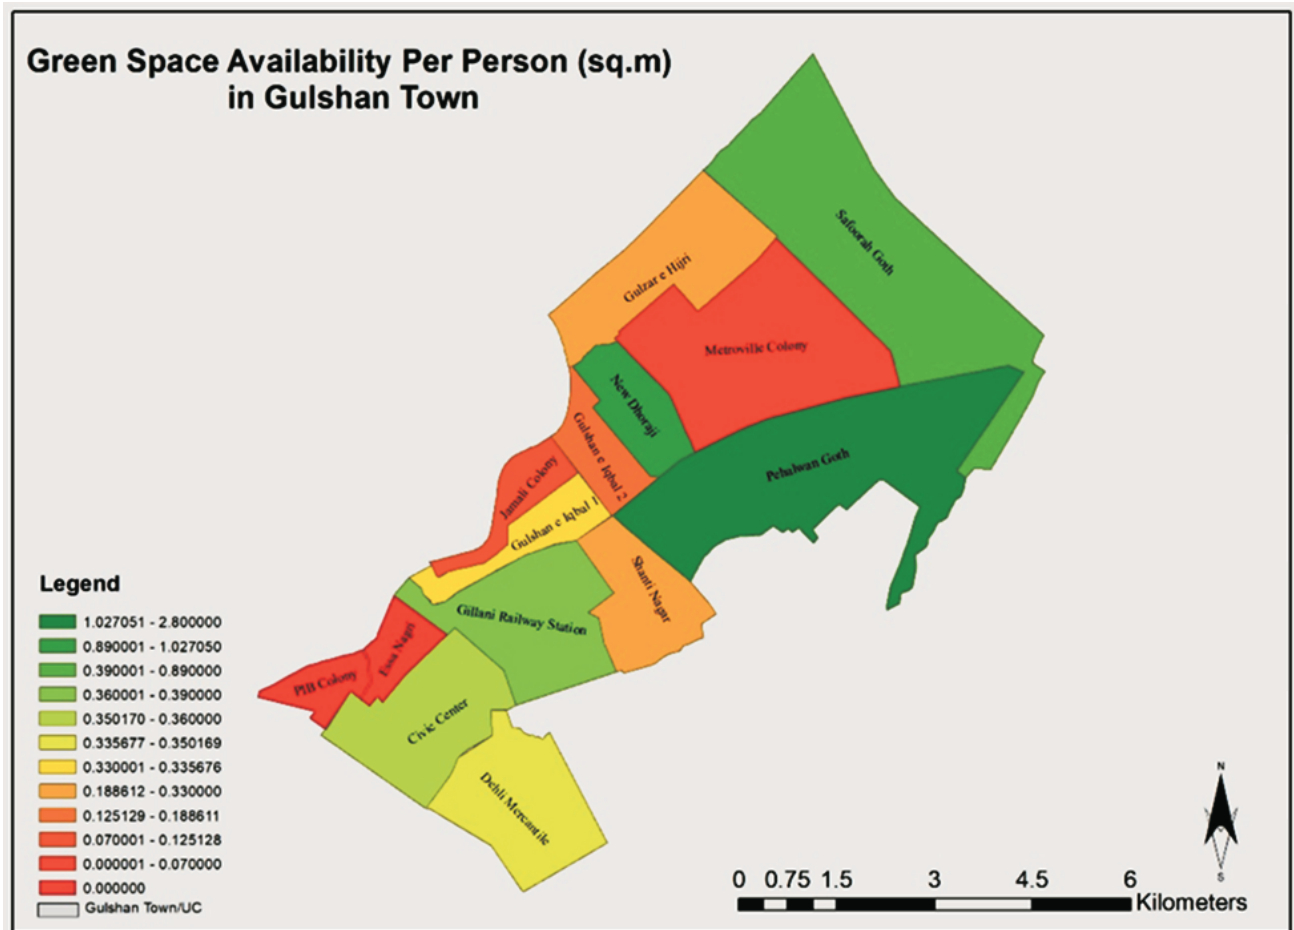 Green Space Availability Per Person (sq.m)
in Gulshan Town
Safoorah Goth
Gulzar e Hijri
Metroville Colony
New Dhoraji
Gulshan e Iqbal 2
Pehalwan Goth
Jamali Colony
Gulshan e Iqbal 1
Shanti Nagar
Gillani Railway Station
Essa Nagri
PIB Colony
Civic Center
Dehli Mercantile
Legend
1.027051 - 2.800000
0.890001 - 1.027050
0.390001 - 0.890000
0.360001 - 0.390000
0.350170 - 0.360000
0.335677 - 0.350169
0.330001 - 0.335676
0.188612 - 0.330000
0.125129 - 0.188611
0.070001 - 0.125128
0.000001 - 0.070000
0.000000
Gulshan Town/UC
N
S
0 0.75 1.5 3 4.5 6
Kilometers